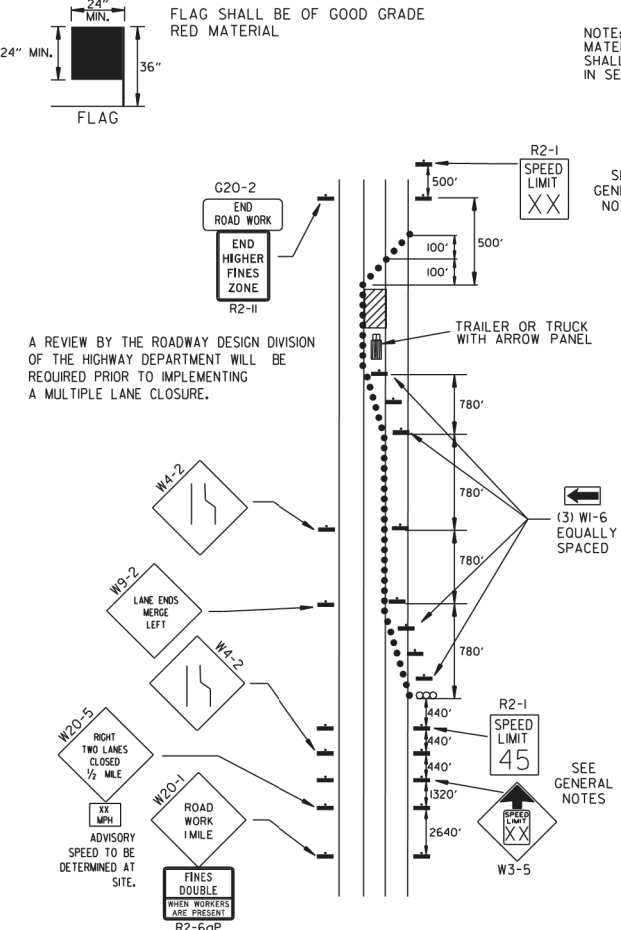 24"
MIN.
FLAG SHALL BE OF GOOD GRADE
RED MATERIAL
24" MIN.
36"
FLAG
NOTE:
MATE
SHALL
IN SE
R2-1
SPEED
LIMIT
XX
500'
G20-2
END
ROAD WORK
END
HIGHER
FINES
ZONE
R2-11
100'
100'
500'
TRAILER OR TRUCK
WITH ARROW PANEL
A REVIEW BY THE ROADWAY DESIGN DIVISION
OF THE HIGHWAY DEPARTMENT WILL BE
REQUIRED PRIOR TO IMPLEMENTING
A MULTIPLE LANE CLOSURE.
780'
780'
780'
780'
(3) W1-6
EQUALLY
SPACED
W4-2
W9-2
LANE ENDS
MERGE
LEFT
W4-2
W20-5
RIGHT
TWO LANES
CLOSED
1/2 MILE
XX
MPH
ADVISORY
SPEED TO BE
DETERMINED AT
SITE.
W20-1
ROAD
WORK
1 MILE
FINES
DOUBLE
WHEN WORKERS
ARE PRESENT
R2-6aP
440'
440'
440'
1320'
2640'
R2-1
SPEED
LIMIT
45
SEE
GENERAL
NOTES
SPEED
LIMIT
XX
W3-5